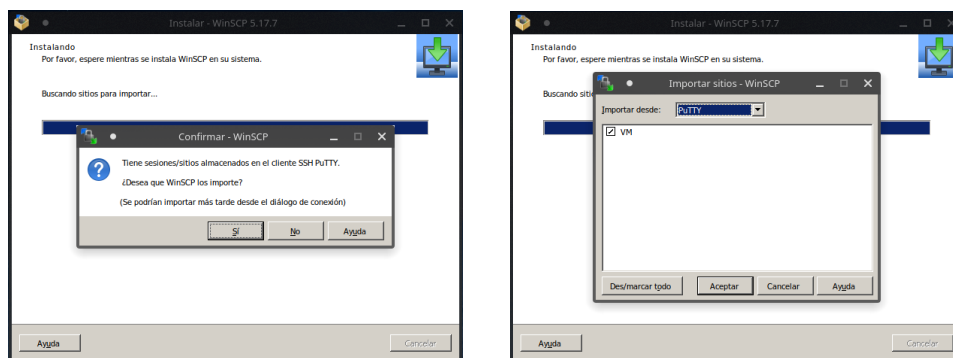 Instalar - WinSCP 5.17.7
Instalando
Por favor, espere mientras se instala WinSCP en su sistema.
Buscando sitios para importar...
Confirmar - WinSCP
Tiene sesiones/sitios almacenados en el cliente SSH PuTTY.
¿Desea que WinSCP los importe?
(Se podrían importar más tarde desde el diálogo de conexión)
Sí No Ayuda
Ayuda Cancelar
Instalar - WinSCP 5.17.7
Instalando
Por favor, espere mientras se instala WinSCP en su sistema.
Buscando siti
Importar sitios - WinSCP
Importar desde: PuTTY
VM
Des/marcar todo Aceptar Cancelar Ayuda
Ayuda Cancelar